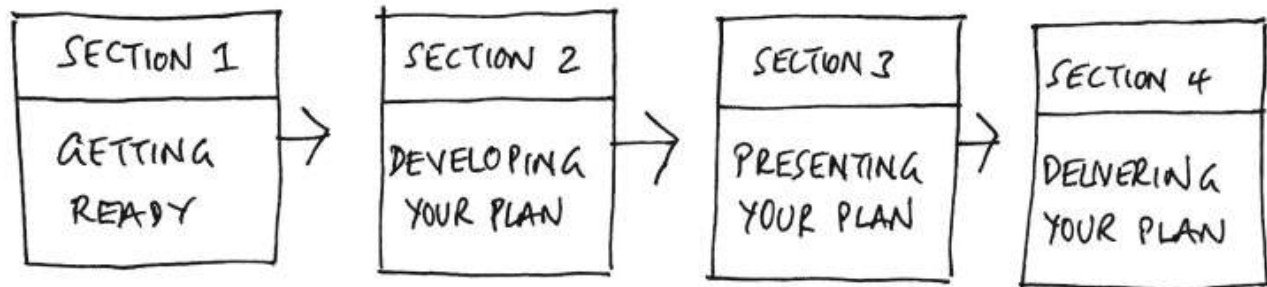 SECTION 1
GETTING
READY
SECTION 2
DEVELOPING
YOUR PLAN
SECTION 3
PRESENTING
YOUR PLAN
SECTION 4
DELIVERING
YOUR PLAN